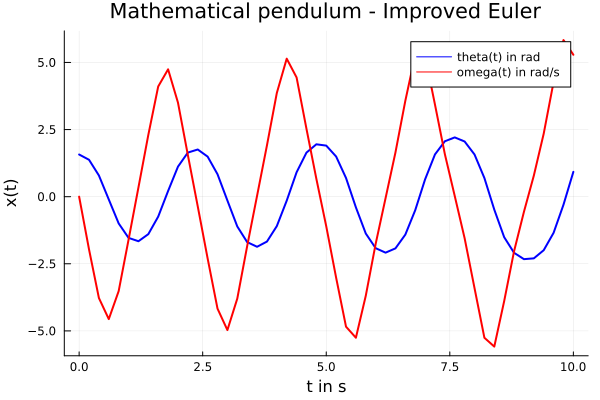 Mathematical pendulum - Improved Euler
theta(t) in rad
omega(t) in rad/s
5.0
2.5
0.0
−2.5
−5.0
x(t)
0.0 2.5 5.0 7.5 10.0
t in s